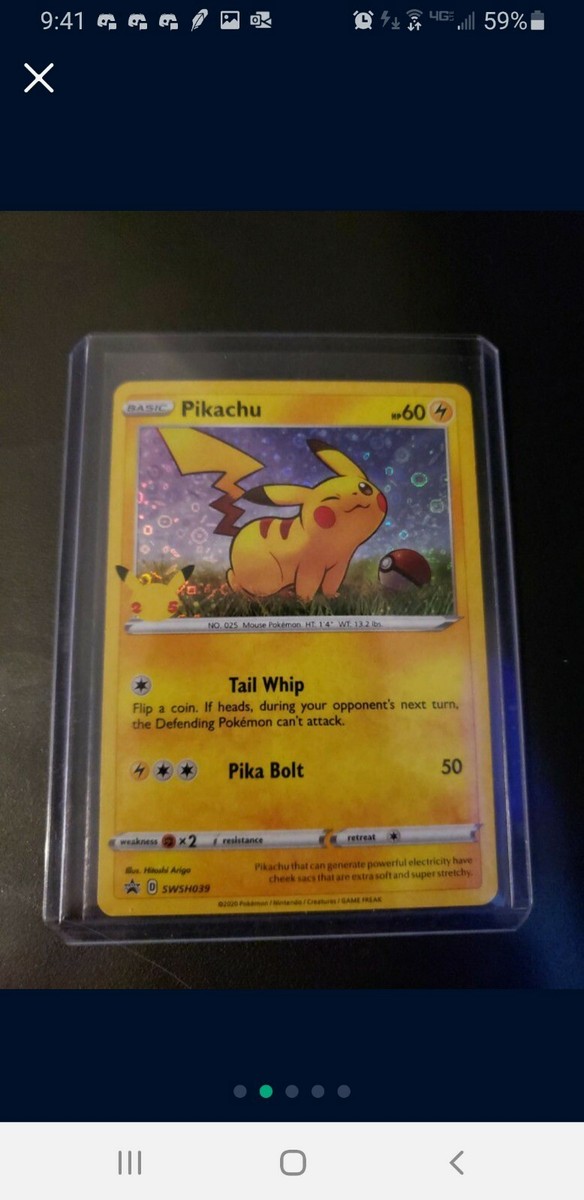 9:41
4GE 59%
BASIC Pikachu HP60
25
NO. 025 Mouse Pokémon HT: 1'4" WT: 13.2 lbs.
Tail Whip
Flip a coin. If heads, during your opponent's next turn,
the Defending Pokémon can't attack.
Pika Bolt 50
weakness ×2 resistance retreat
Illus. Hitoshi Ariga
Pikachu that can generate powerful electricity have
cheek sacs that are extra soft and super stretchy.
D SWSH039
©2020 Pokémon / Nintendo / Creatures / GAME FREAK